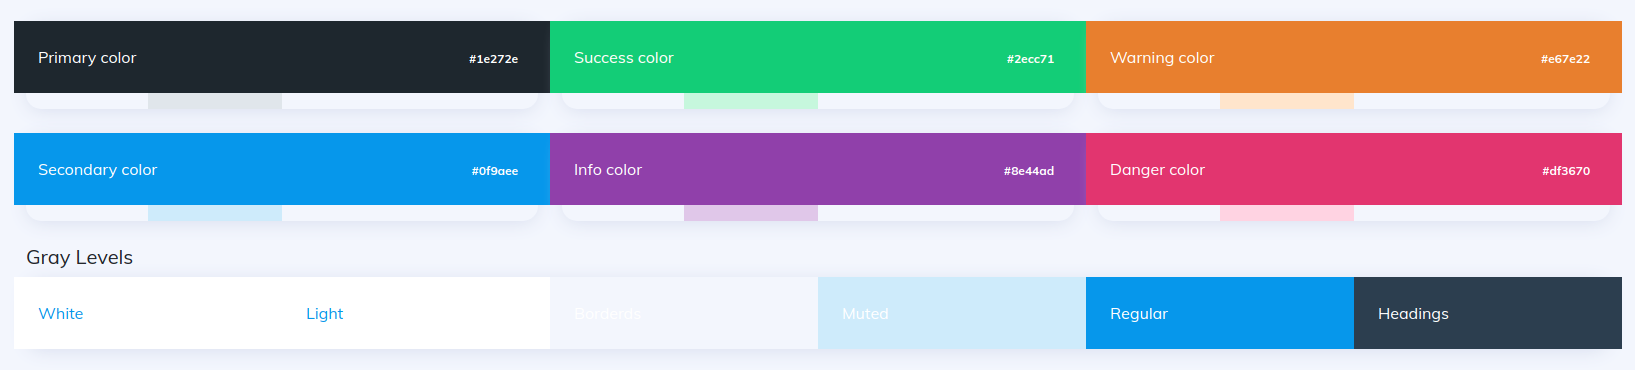 Primary color #1e272e
Success color #2ecc71
Warning color #e67e22
Secondary color #0f9aee
Info color #8e44ad
Danger color #df3670
Gray Levels
White
Light
Borderds
Muted
Regular
Headings